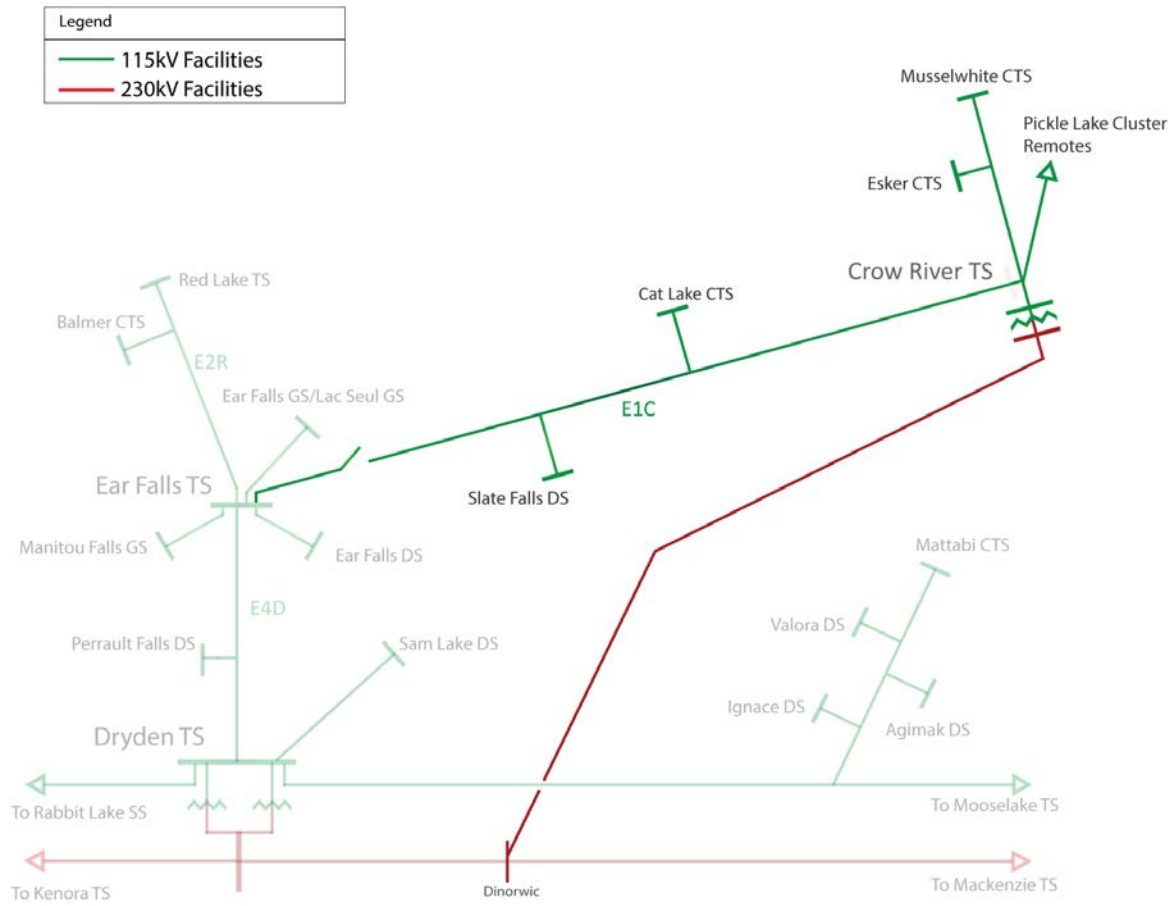 Legend
115kV Facilities
230kV Facilities
Musselwhite CTS
Pickle Lake Cluster
Remotes
Esker CTS
Crow River TS
Red Lake TS
Cat Lake CTS
Balmer CTS
E2R
Ear Falls GS/Lac Seul GS
E1C
Ear Falls TS
Slate Falls DS
Manitou Falls GS
Ear Falls DS
Mattabi CTS
E4D
Valora DS
Perrault Falls DS
Sam Lake DS
Ignace DS
Agimak DS
Dryden TS
To Rabbit Lake SS
To Mooselake TS
To Kenora TS
Dinorwic
To Mackenzie TS